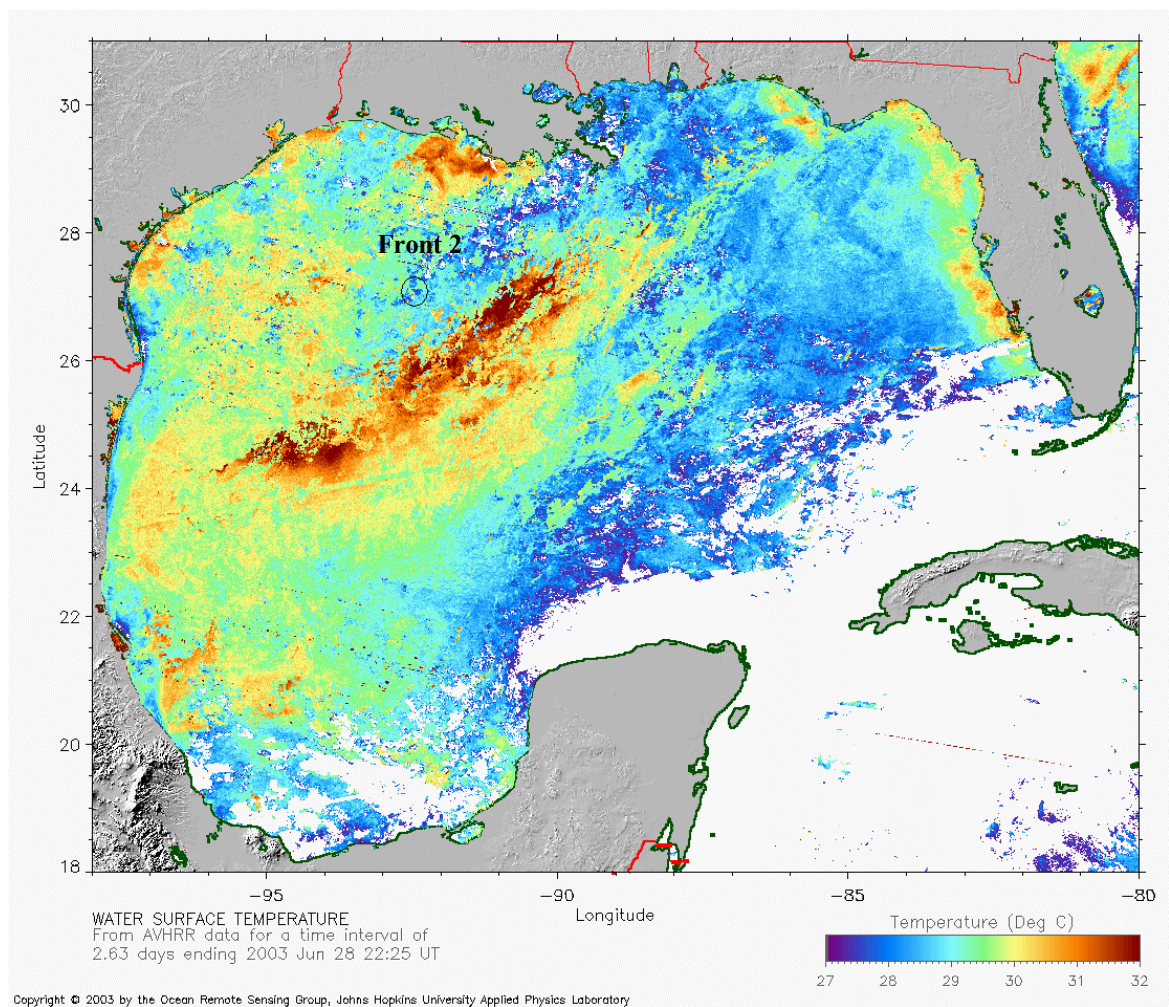 30
28
26
24
22
20
18
Latitude
Front 2
-95
-90
-85
-80
Longitude
WATER SURFACE TEMPERATURE
From AVHRR data for a time interval of
2.63 days ending 2003 Jun 28 22:25 UT
Temperature (Deg C)
27 28 29 30 31 32
Copyright © 2003 by the Ocean Remote Sensing Group, Johns Hopkins University Applied Physics Laboratory